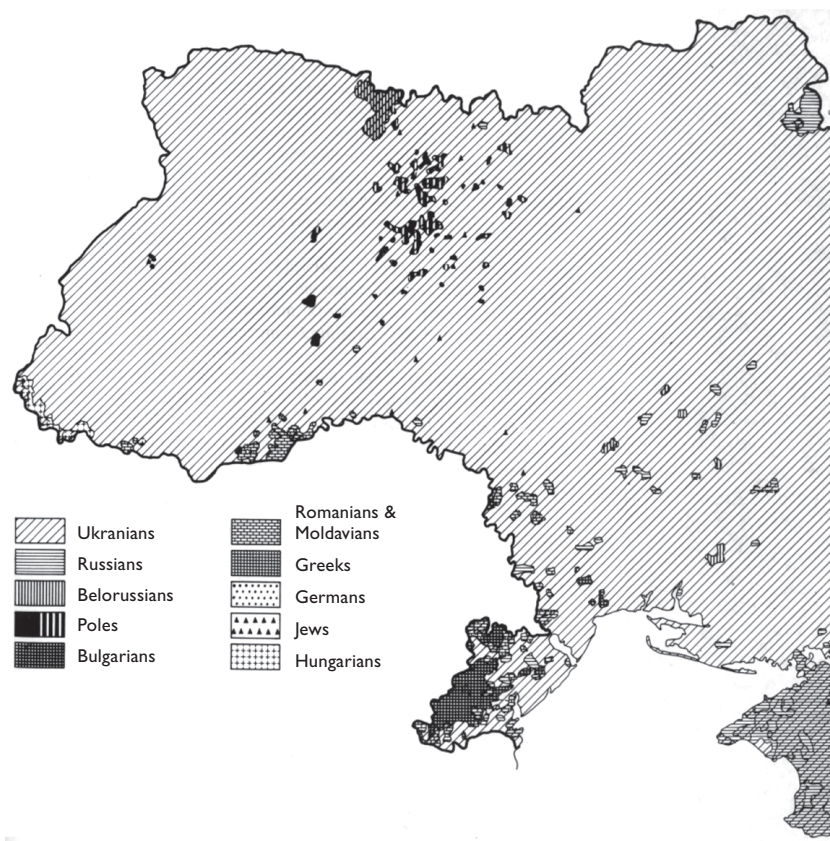 Ukranians
Russians
Belorussians
Poles
Bulgarians
Romanians &
Moldavians
Greeks
Germans
Jews
Hungarians